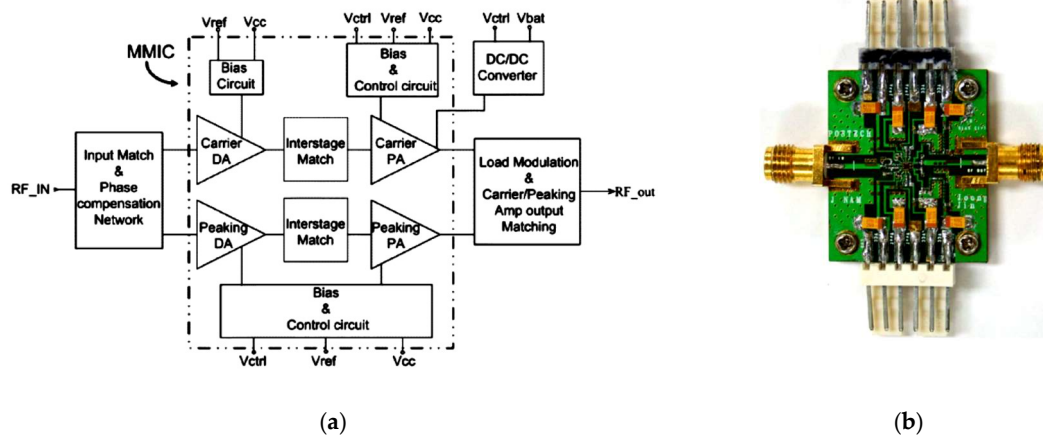 Vref Vcc
Vctrl Vref Vcc
Vctrl Vbat
MMIC
Bias
Circuit
Bias
&
Control circuit
DC/DC
Converter
RF_IN
Input Match
&
Phase
compensation
Network
Carrier
DA
Interstage
Match
Carrier
PA
Load Modulation
&
Carrier/Peaking
Amp output
Matching
RF_out
Peaking
DA
Interstage
Match
Peaking
PA
Bias
&
Control circuit
Vctrl Vref Vcc
J NAM
(a)
(b)